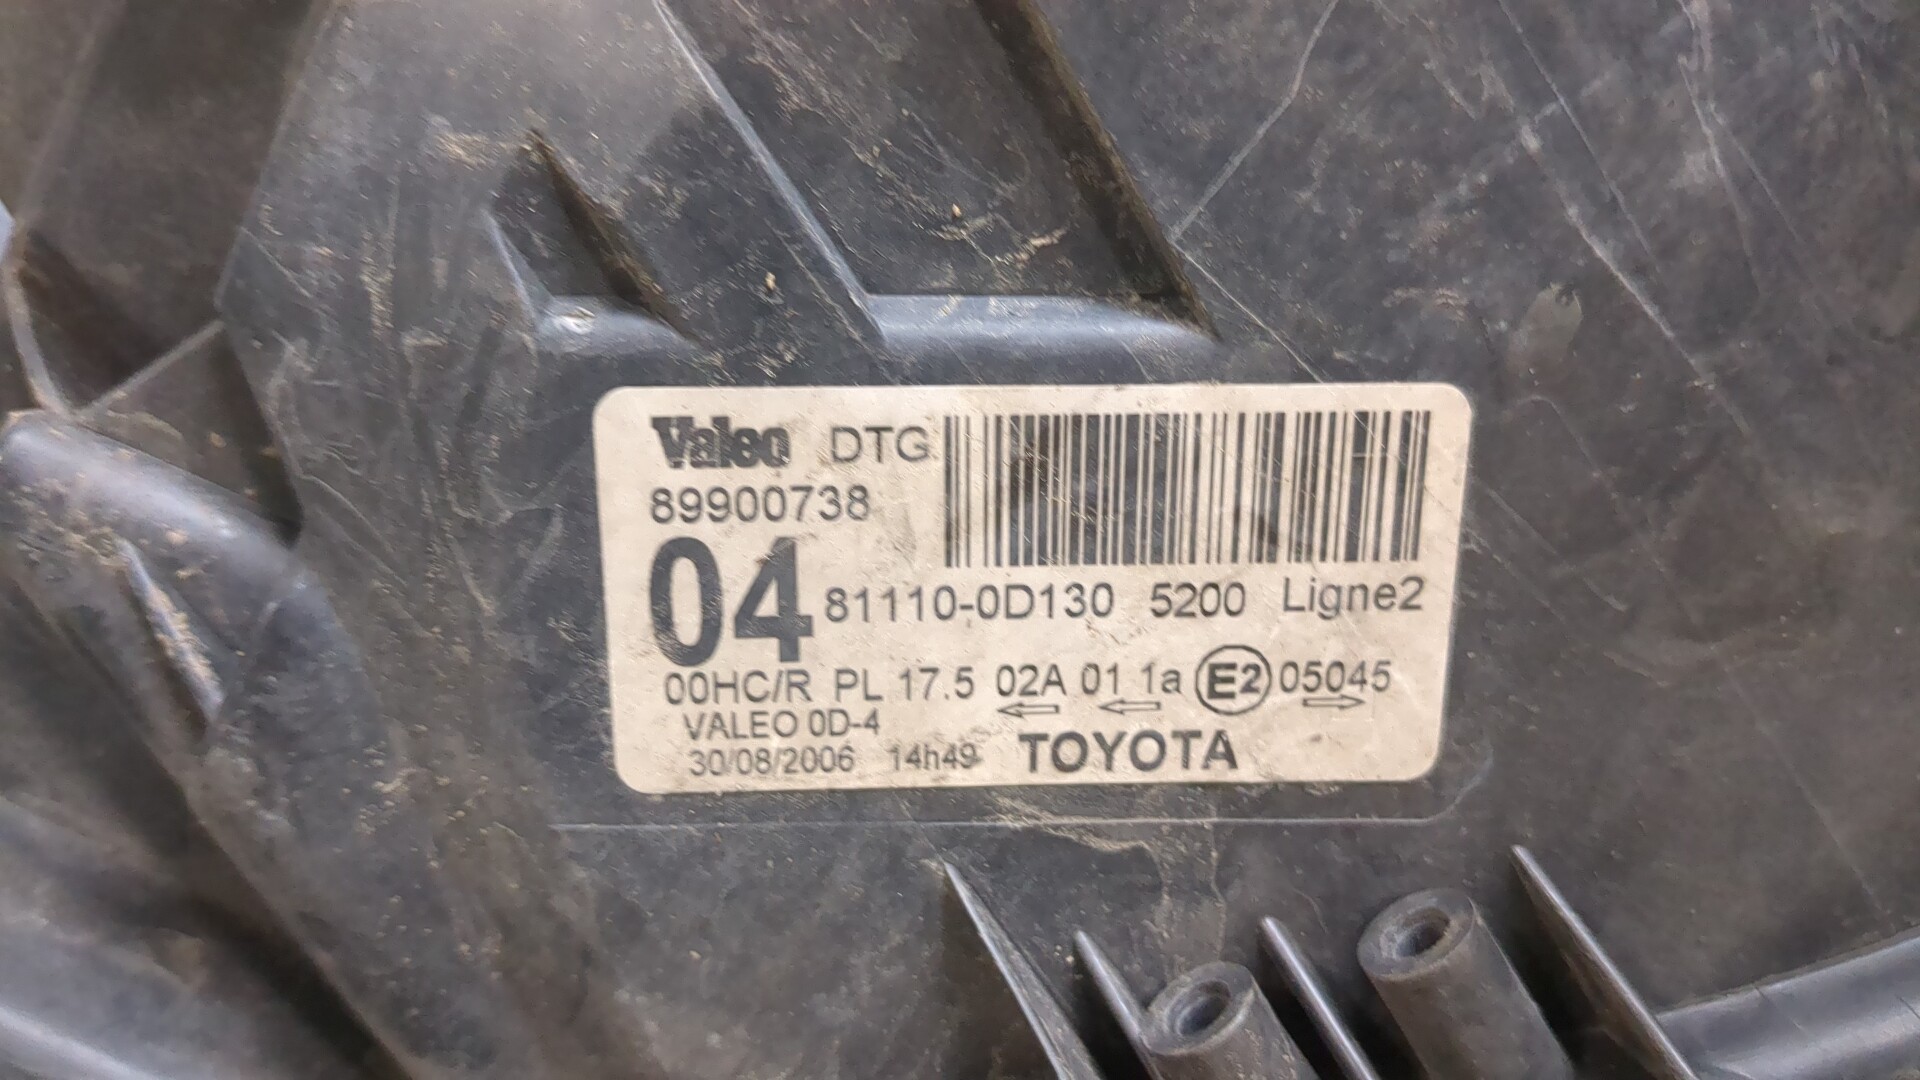 Valeo DTG
89900738
04 81110-0D130 5200 Ligne2
00HC/R PL 17.5 02A 01 1a E2 05045
VALEO 0D-4
30/08/2006 14h49 TOYOTA